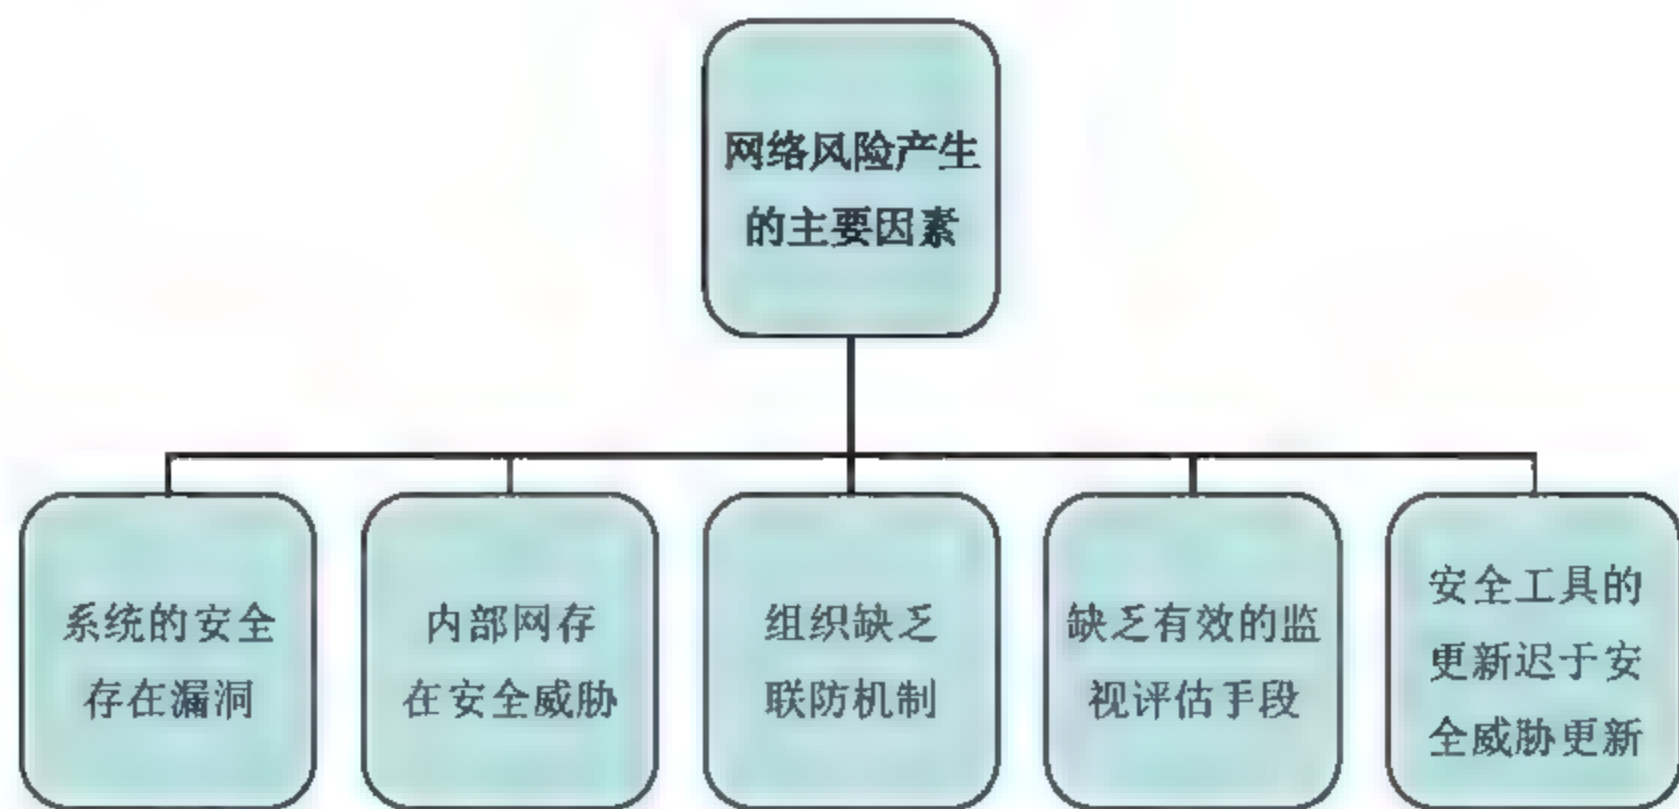 网络风险产生
的主要因素
系统的安全
存在漏洞
内部网存
在安全威胁
组织缺乏
联防机制
缺乏有效的监
视评估手段
安全工具的
更新迟于安
全威胁更新